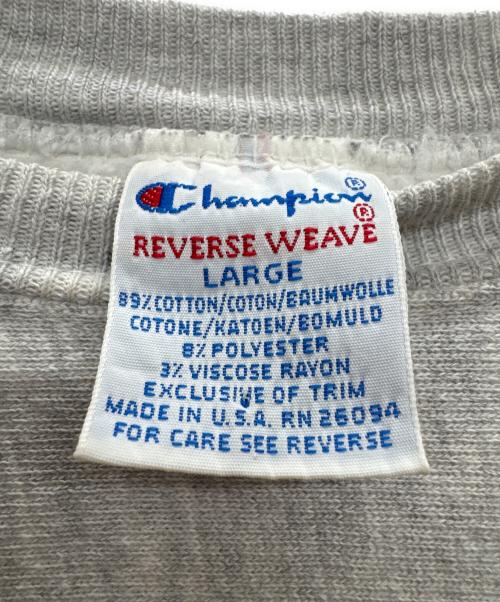 Champion®
REVERSE WEAVE®
LARGE
89% COTTON/COTON/BAUMWOLLE
COTONE/KATOEN/BOMULD
8% POLYESTER
3% VISCOSE RAYON
EXCLUSIVE OF TRIM
MADE IN U.S.A. RN 26094
FOR CARE SEE REVERSE